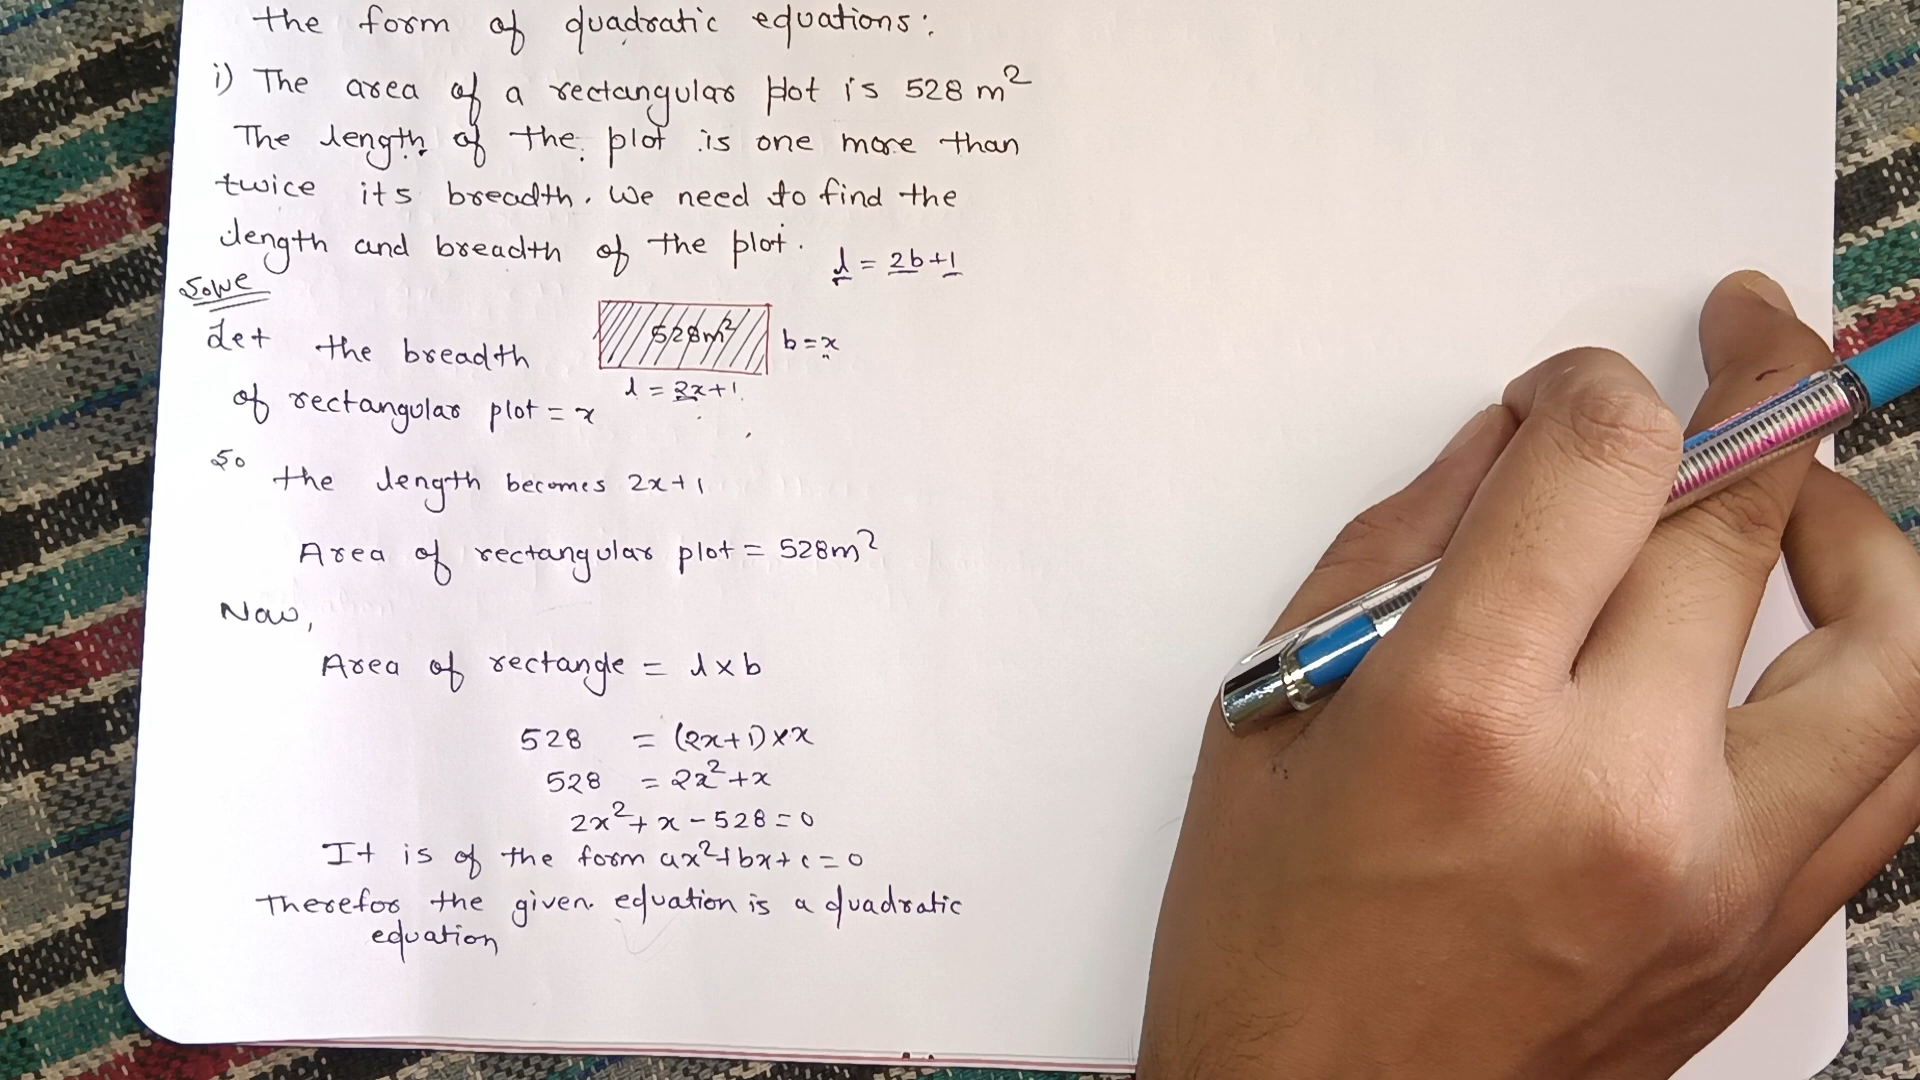 the form of quadratic equations:
i) The area of a rectangular plot is 528 m²
The length of the plot is one more than
twice its breadth. We need to find the
length and breadth of the plot.
l = 2b+1
Solve
528m²
b = x
l = 2x+1
Let the breadth
of rectangular plot = x
So
the length becomes 2x+1
Area of rectangular plot = 528m²
Now,
Area of rectange = l×b
528 = (2x+1)×x
528 = 2x²+x
2x²+x-528=0
It is of the form ax²+bx+c=0
Therefor the given equation is a quadratic
equation